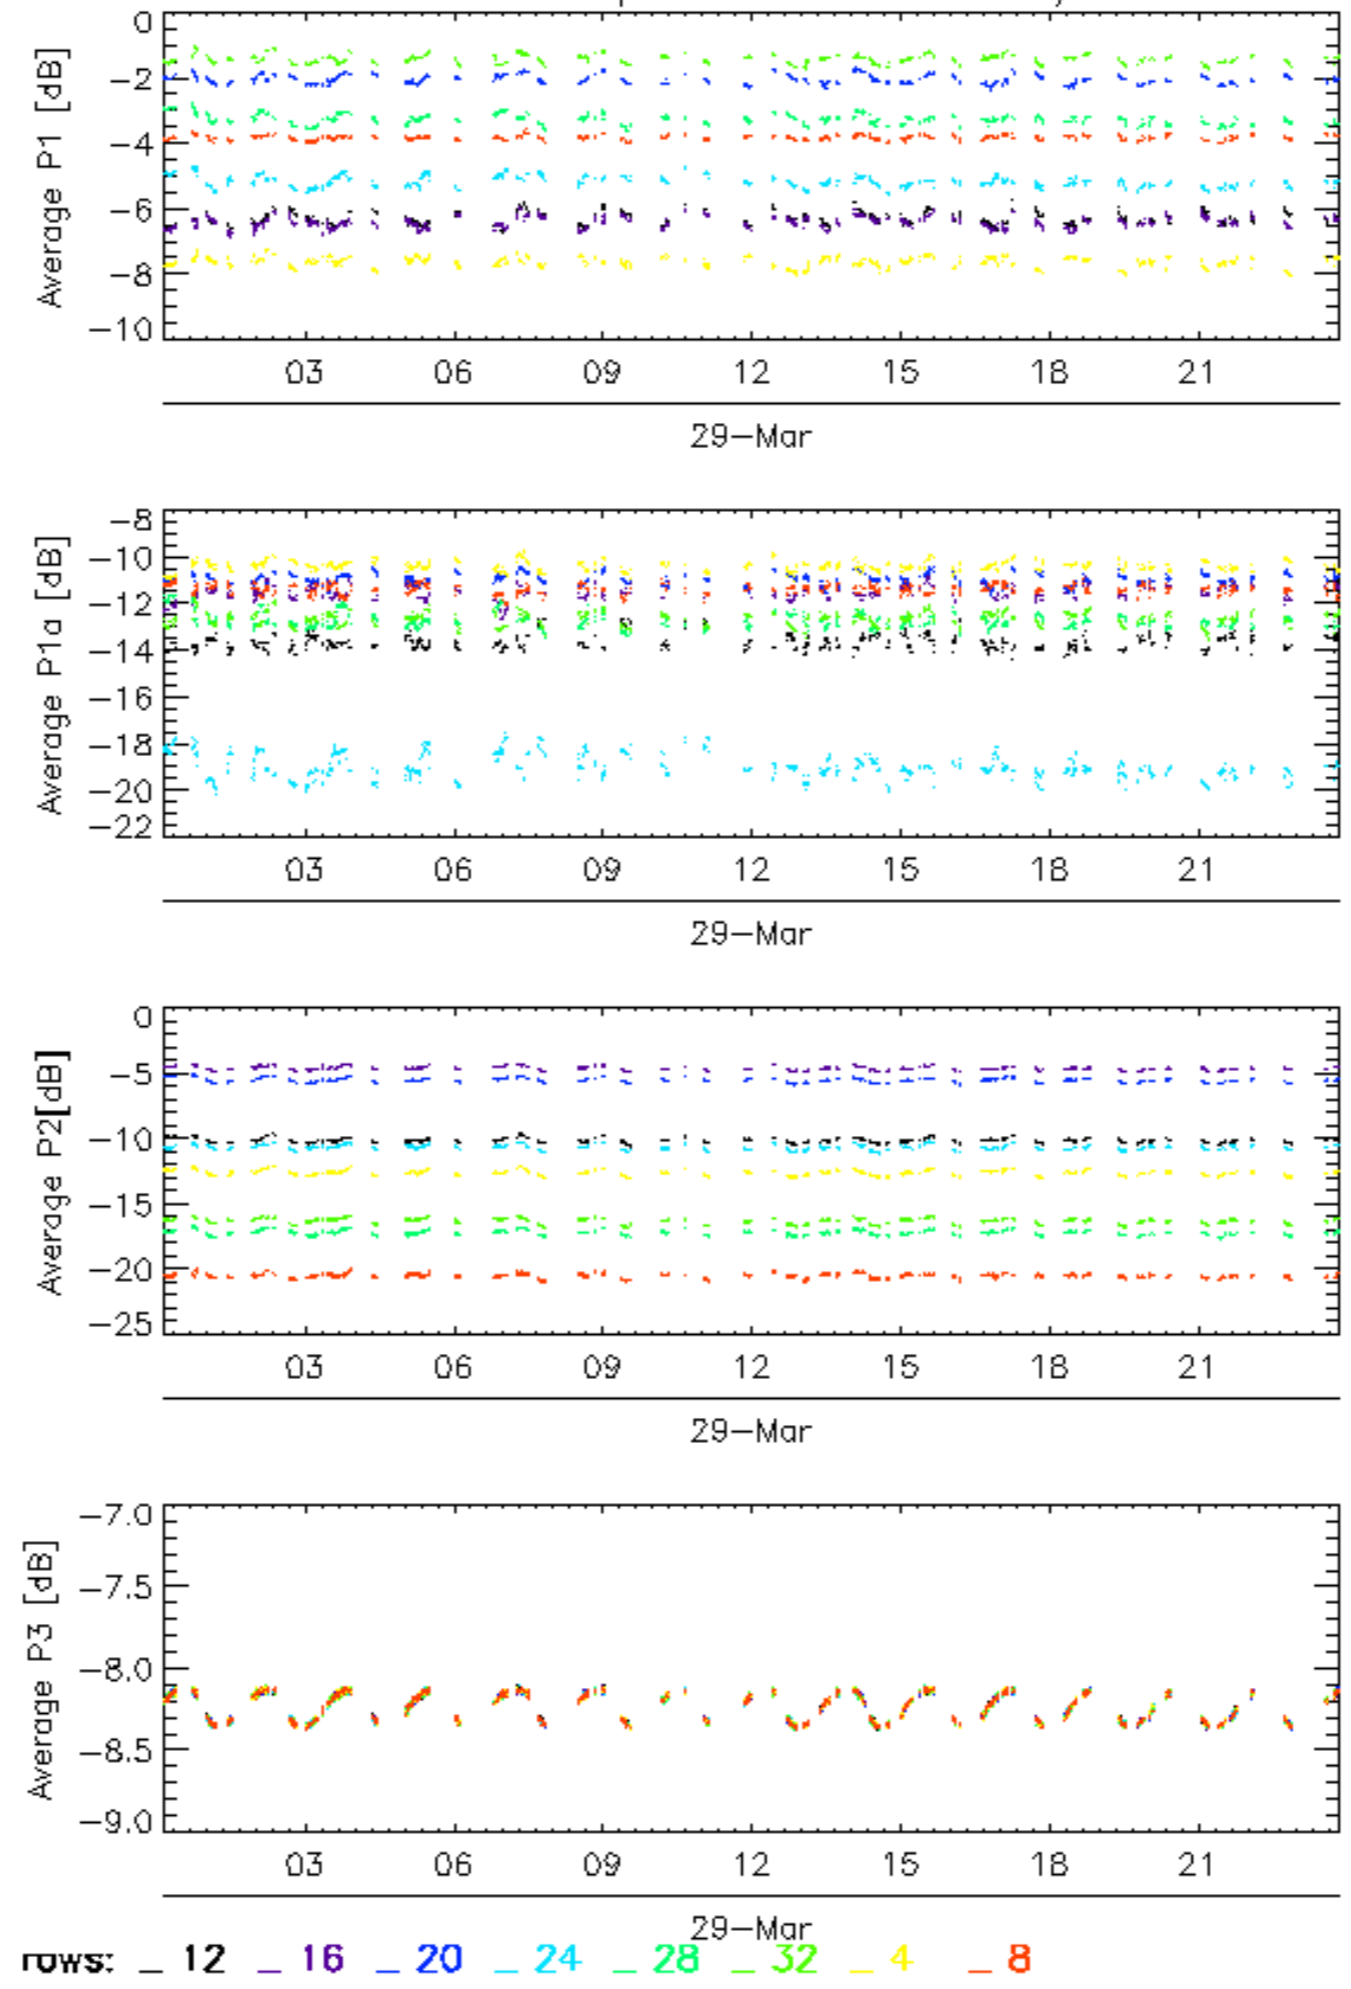 0
−2
−4
−6
−8
−10
Average P1 [dB]
03 06 09 12 15 18 21
29−Mar
−8
−10
−12
−14
−16
−18
−20
−22
Average P1a [dB]
03 06 09 12 15 18 21
29−Mar
0
−5
−10
−15
−20
−25
Average P2[dB]
03 06 09 12 15 18 21
29−Mar
−7.0
−7.5
−8.0
−8.5
−9.0
Average P3 [dB]
03 06 09 12 15 18 21
29−Mar
rows: _ 12 _ 16 _ 20 _ 24 _ 28 _ 32 _ 4 _ 8